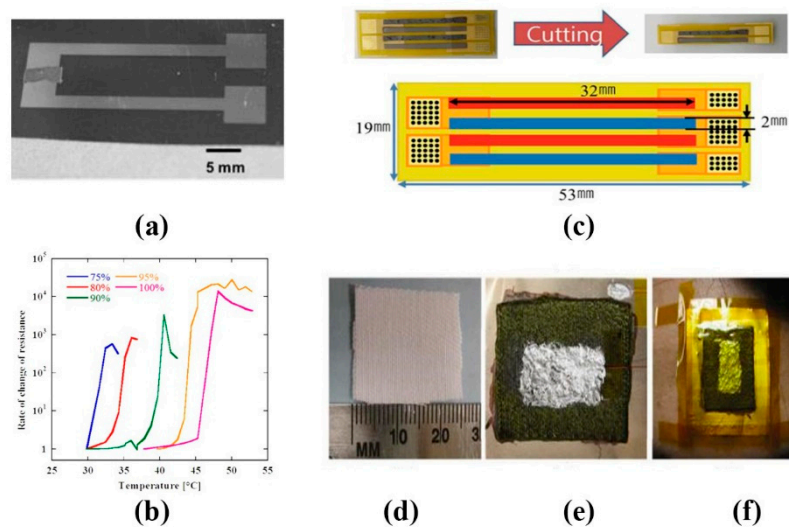 5 mm
(a)
Cutting
32mm
19mm
2mm
53mm
(c)
10^5
10^4
10^3
10^2
10^1
1
Rate of change of resistance
75%
80%
90%
95%
100%
25 30 35 40 45 50 55
Temperature [°C]
(b)
MM 10 20 3
(d)
(e)
(f)